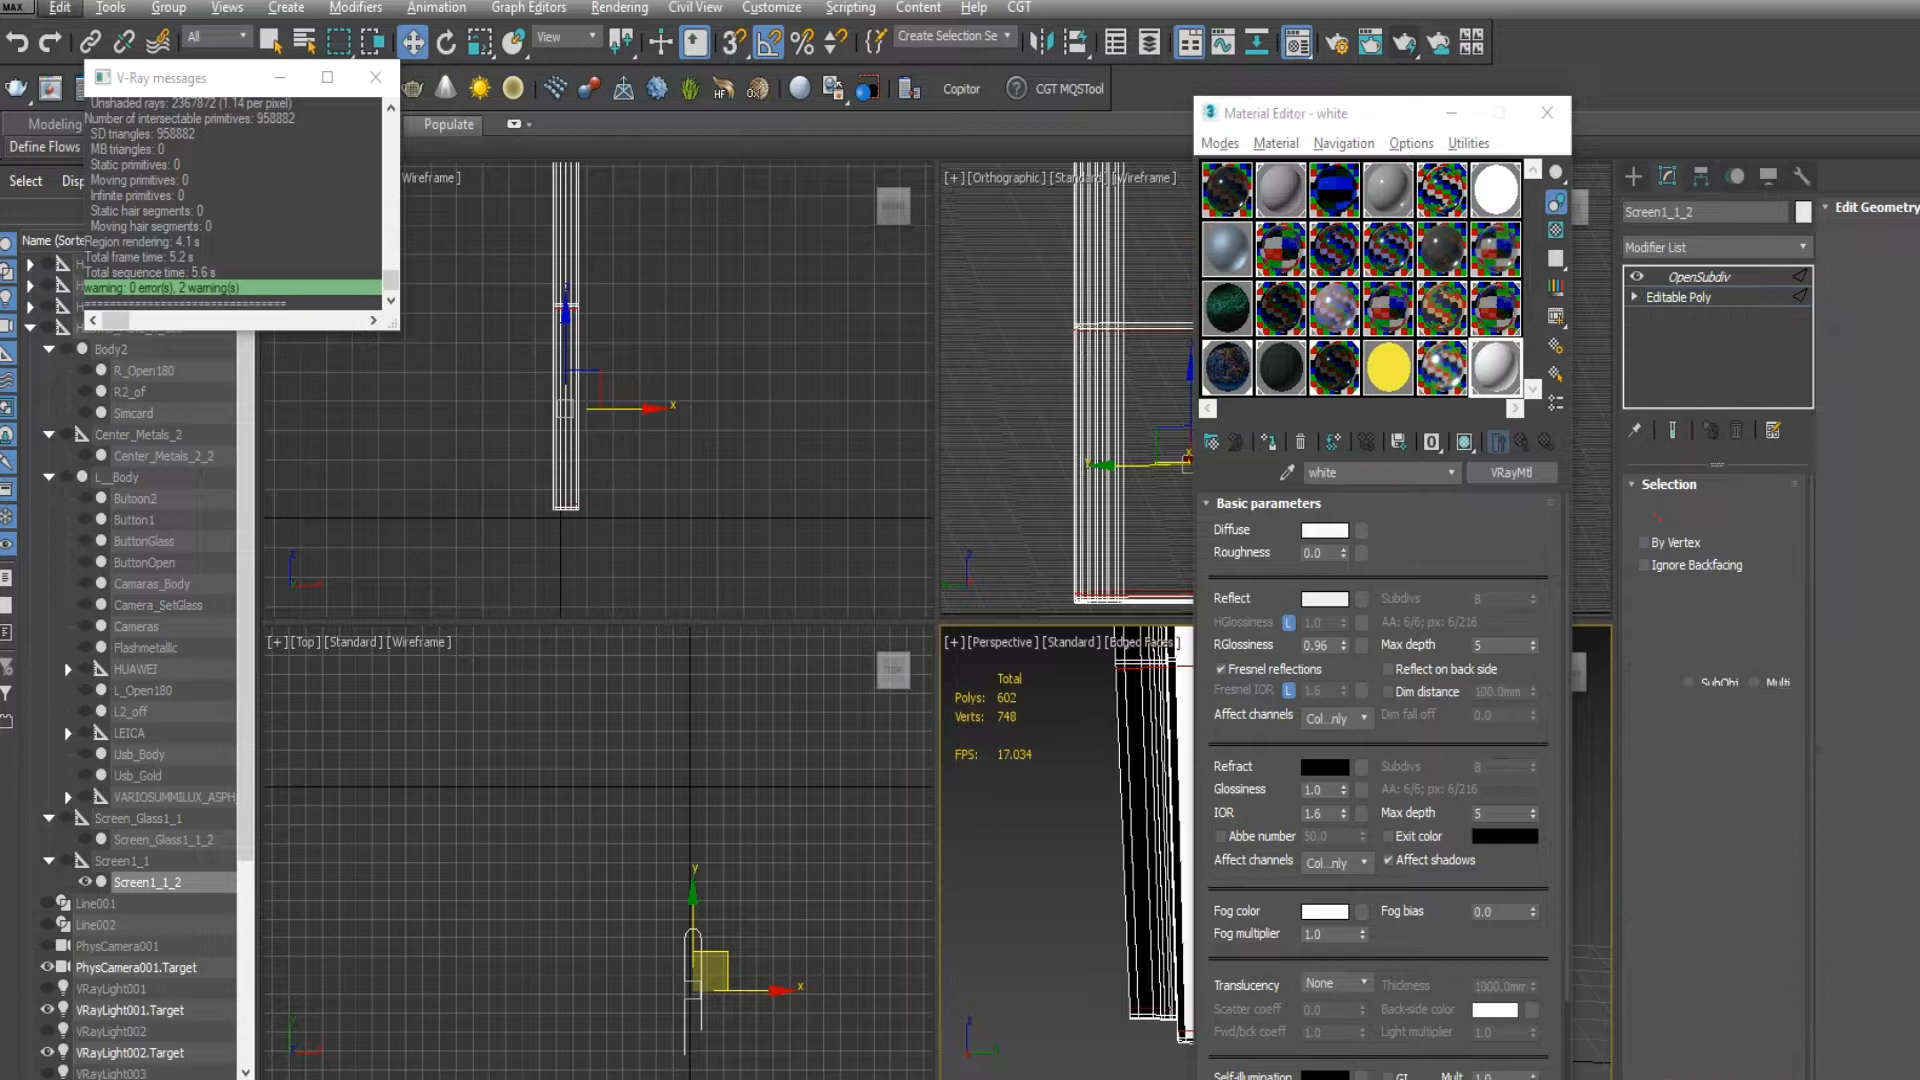 MAX Edit Tools Group Views Create Modifiers Animation Graph Editors Rendering Civil View Customize Scripting Content Help CGT
All View Create Selection Se
V-Ray messages
Copitor CGT MQSTool
Modeling Populate
Define Flows
Select Disp
Name (Sorte
Unshaded rays: 2367872 (1.14 per pixel)
Number of intersectable primitives: 958882
SD triangles: 958882
MB triangles: 0
Static primitives: 0
Moving primitives: 0
Infinite primitives: 0
Static hair segments: 0
Moving hair segments: 0
Region rendering: 4.1 s
Total frame time: 5.2 s
Total sequence time: 5.6 s
warning: 0 error(s), 2 warning(s)
==============================
Body2
R_Open180
R2_of
Simcard
Center_Metals_2
Center_Metals_2_2
L__Body
Butoon2
Button1
ButtonGlass
ButtonOpen
Camaras_Body
Camera_SetGlass
Cameras
Flashmetallic
HUAWEI
L_Open180
L2_off
LEICA
Usb_Body
Usb_Gold
VARIOSUMMILUX_ASPH
Screen_Glass1_1
Screen_Glass1_1_2
Screen1_1
Screen1_1_2
Line001
Line002
PhysCamera001
PhysCamera001.Target
VRayLight001
VRayLight001.Target
VRayLight002
VRayLight002.Target
VRayLight003
Wireframe ]
x
z
[+] [Orthographic ] [Standard ] [Wireframe ]
z
[+] [Top ] [Standard ] [Wireframe ]
TOP
y
x
[+] [Perspective ] [Standard ] [Edged Faces ]
Total
Polys: 602
Verts: 748
FPS: 17.034
z
Material Editor - white
Modes Material Navigation Options Utilities
white VRayMtl
Basic parameters
Diffuse
Roughness 0.0
Reflect Subdivs 8
HGlossiness L 1.0 AA: 6/6; px: 6/216
RGlossiness 0.96 Max depth 5
Fresnel reflections Reflect on back side
Fresnel IOR L 1.6 Dim distance 100.0mm
Affect channels Col...nly Dim fall off 0.0
Refract Subdivs 8
Glossiness 1.0 AA: 6/6; px: 6/216
IOR 1.6 Max depth 5
Abbe number 50.0 Exit color
Affect channels Col...nly Affect shadows
Fog color Fog bias 0.0
Fog multiplier 1.0
Translucency None Thickness 1000.0mm
Scatter coeff 0.0 Back-side color
Fwd/bck coeff 1.0 Light multiplier 1.0
Self-illumination GI Mult 1.0
Screen1_1_2
Modifier List
OpenSubdiv
Editable Poly
Selection
By Vertex
Ignore Backfacing
SubObj Multi
Edit Geometry